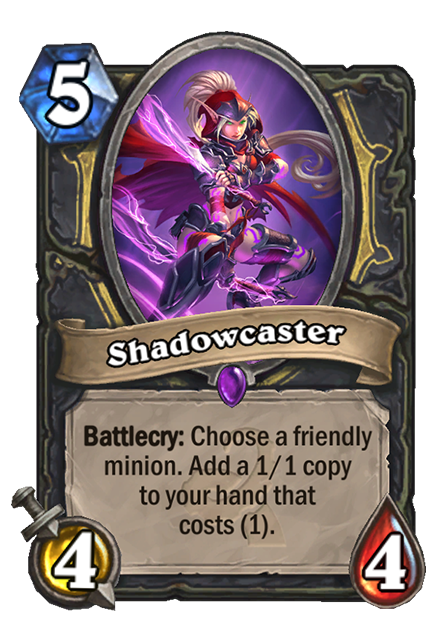 5
Shadowcaster
Battlecry: Choose a friendly
minion. Add a 1/1 copy
to your hand that
costs (1).
4
4